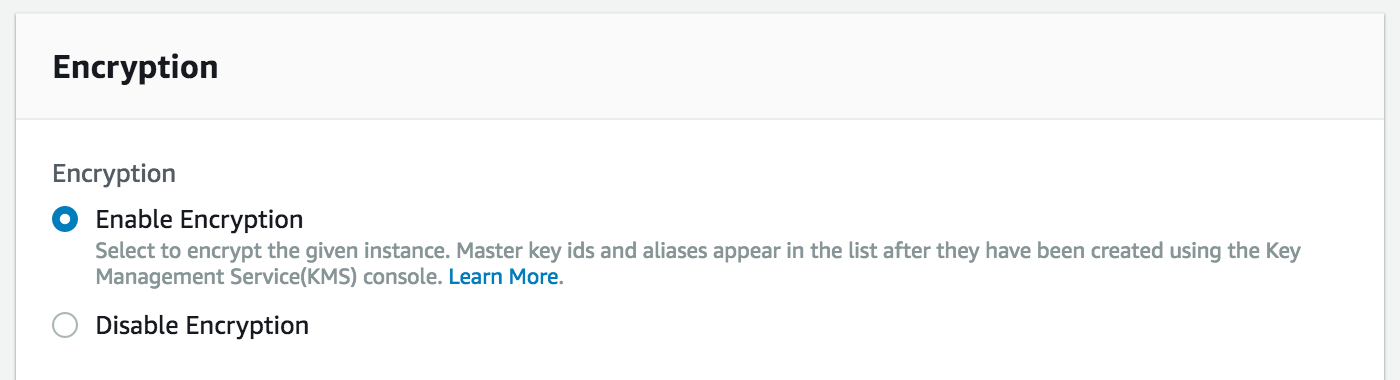 Encryption
Encryption
Enable Encryption
Select to encrypt the given instance. Master key ids and aliases appear in the list after they have been created using the Key
Management Service(KMS) console. Learn More.
Disable Encryption